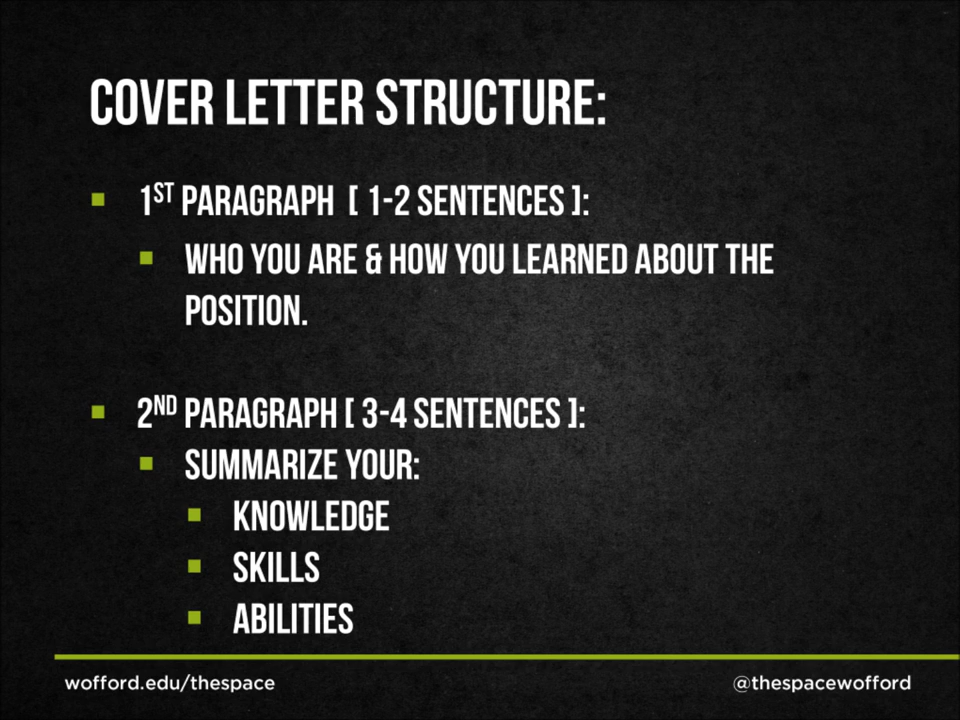 COVER LETTER STRUCTURE:
1ST PARAGRAPH [ 1-2 SENTENCES ]:
WHO YOU ARE & HOW YOU LEARNED ABOUT THE
POSITION.
2ND PARAGRAPH [ 3-4 SENTENCES ]:
SUMMARIZE YOUR:
KNOWLEDGE
SKILLS
ABILITIES
wofford.edu/thespace @thespacewofford